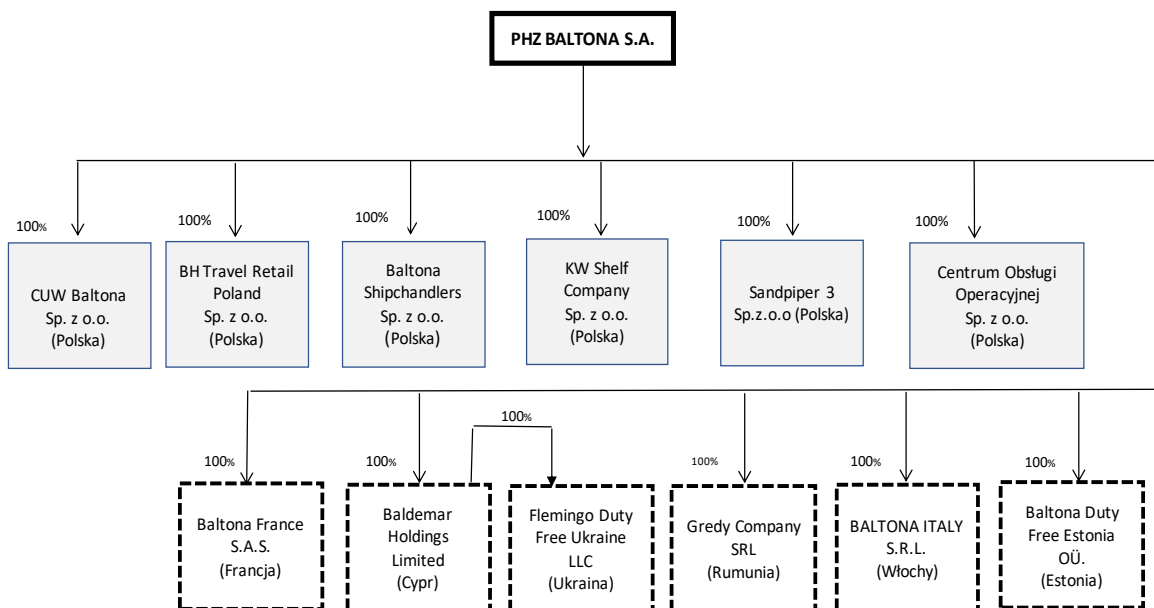 PHZ BALTONA S.A.
100%
100%
100%
100%
100%
100%
CUW Baltona
Sp. z o.o.
(Polska)
BH Travel Retail
Poland
Sp. z o.o.
(Polska)
Baltona
Shipchandlers
Sp. z o.o.
(Polska)
KW Shelf
Company
Sp. z o.o.
(Polska)
Sandpiper 3
Sp.z.o.o (Polska)
Centrum Obsługi
Operacyjnej
Sp. z o.o.
(Polska)
100%
100%
100%
100%
100%
100%
Baltona France
S.A.S.
(Francja)
Baldemar
Holdings
Limited
(Cypr)
Flemingo Duty
Free Ukraine
LLC
(Ukraina)
Gredy Company
SRL
(Rumunia)
BALTONA ITALY
S.R.L.
(Włochy)
Baltona Duty
Free Estonia
OÜ.
(Estonia)